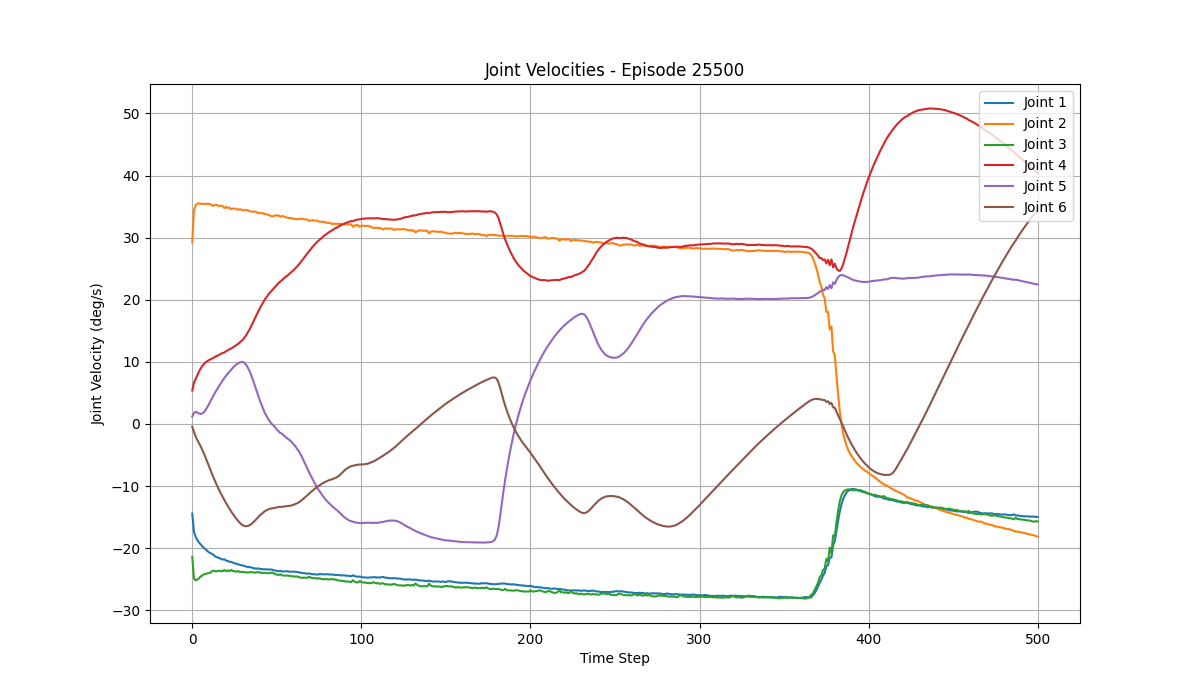 Joint Velocities - Episode 25500
Joint 1
Joint 2
Joint 3
Joint 4
Joint 5
Joint 6
Joint Velocity (deg/s)
50
40
30
20
10
0
−10
−20
−30
0 100 200 300 400 500
Time Step